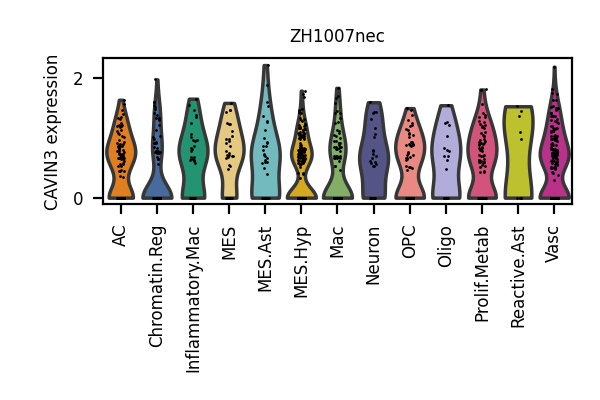 ZH1007nec
CAVIN3 expression
2
0
AC
Chromatin.Reg
Inflammatory.Mac
MES
MES.Ast
MES.Hyp
Mac
Neuron
OPC
Oligo
Prolif.Metab
Reactive.Ast
Vasc